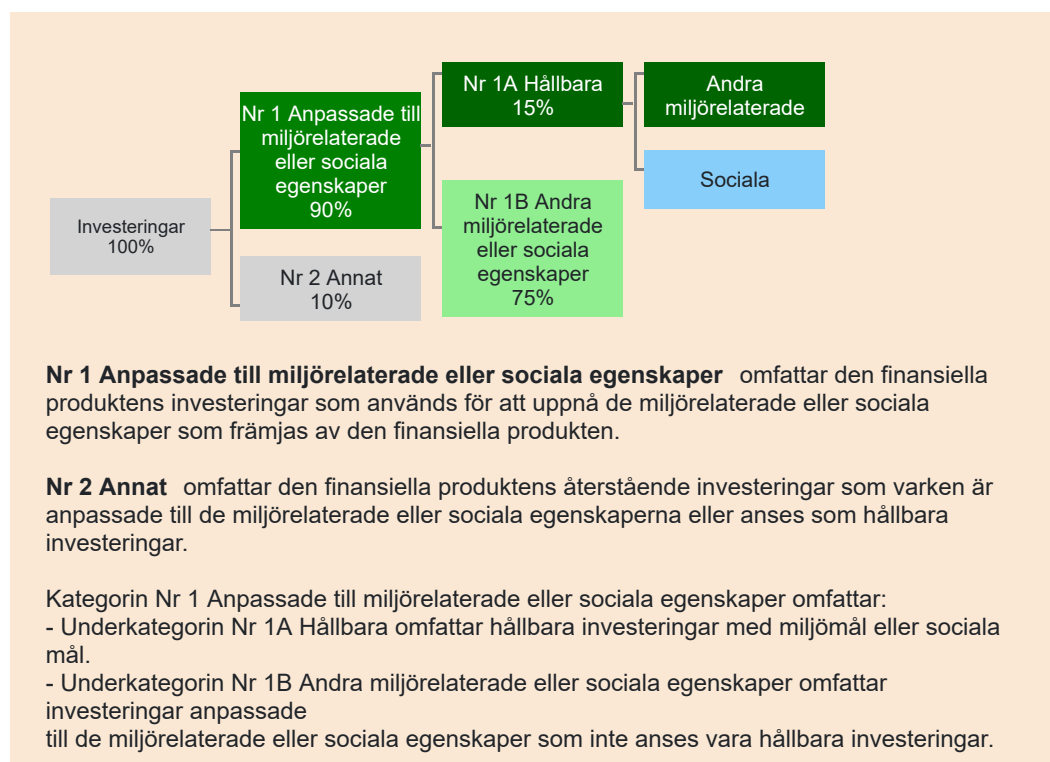 Investeringar
100%
Nr 1 Anpassade till
miljörelaterade
eller sociala
egenskaper
90%
Nr 2 Annat
10%
Nr 1A Hållbara
15%
Nr 1B Andra
miljörelaterade
eller sociala
egenskaper
75%
Andra
miljörelaterade
Sociala
Nr 1 Anpassade till miljörelaterade eller sociala egenskaper omfattar den finansiella
produktens investeringar som används för att uppnå de miljörelaterade eller sociala
egenskaper som främjas av den finansiella produkten.
Nr 2 Annat omfattar den finansiella produktens återstående investeringar som varken är
anpassade till de miljörelaterade eller sociala egenskaperna eller anses som hållbara
investeringar.
Kategorin Nr 1 Anpassade till miljörelaterade eller sociala egenskaper omfattar:
- Underkategorin Nr 1A Hållbara omfattar hållbara investeringar med miljömål eller sociala
mål.
- Underkategorin Nr 1B Andra miljörelaterade eller sociala egenskaper omfattar
investeringar anpassade
till de miljörelaterade eller sociala egenskaper som inte anses vara hållbara investeringar.